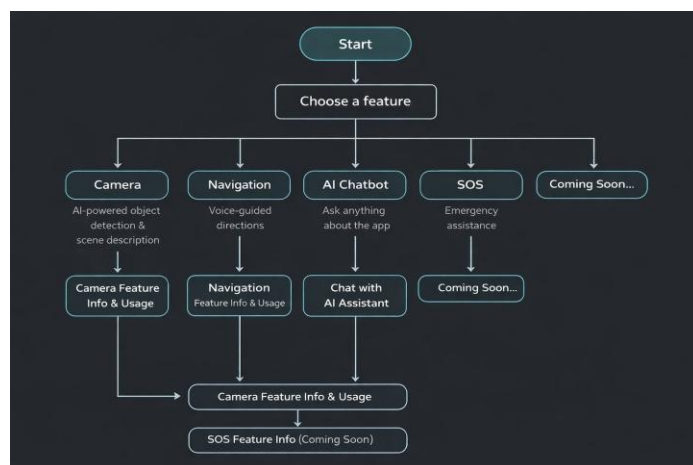 Start
Choose a feature
Camera
Navigation
AI Chatbot
SOS
Coming Soon...
AI-powered object
detection &
scene description
Voice-guided
directions
Ask anything
about the app
Emergency
assistance
Camera Feature
Info & Usage
Navigation
Feature Info & Usage
Chat with
AI Assistant
Coming Soon...
Camera Feature Info & Usage
SOS Feature Info (Coming Soon)